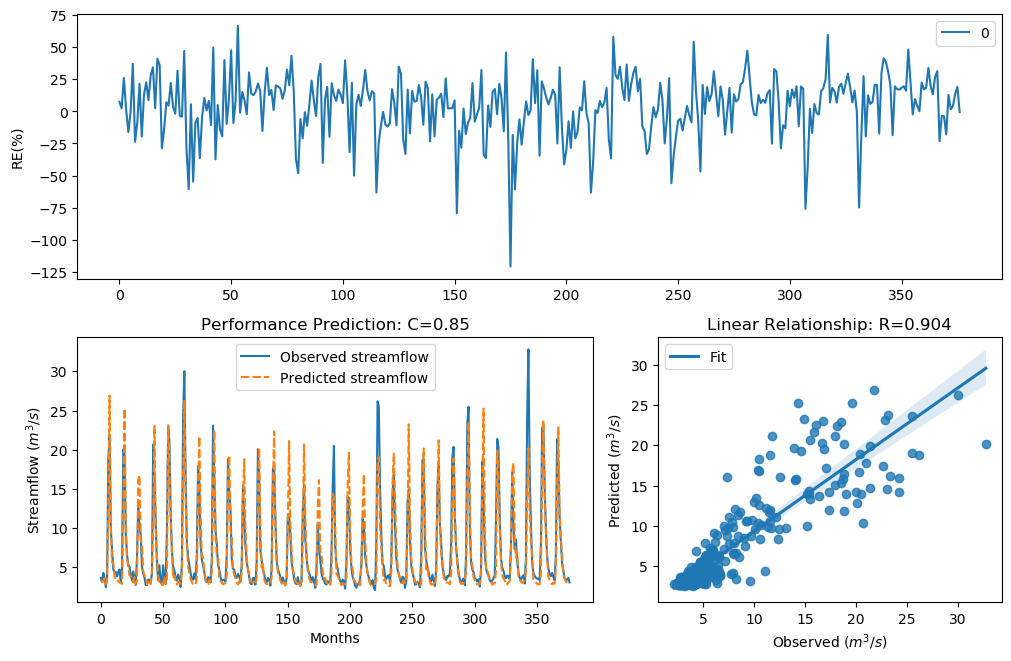 75
50
25
0
−25
−50
−75
−100
−125
RE(%)
0
0 50 100 150 200 250 300 350
Performance Prediction: C=0.85
Observed streamflow
Predicted streamflow
30
25
20
15
10
5
Streamflow (m³/s)
0 50 100 150 200 250 300 350
Months
Linear Relationship: R=0.904
Fit
30
25
20
15
10
5
Predicted (m³/s)
5 10 15 20 25 30
Observed (m³/s)